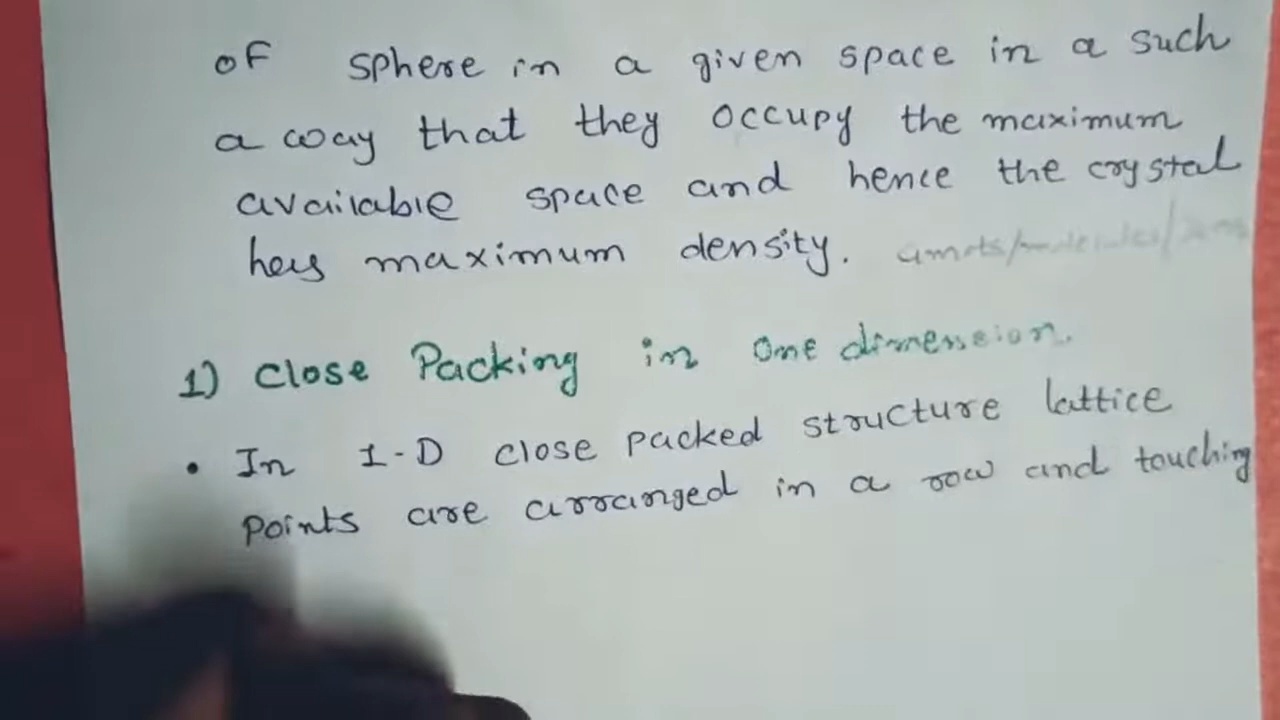 of sphere in a given space in a such
a way that they occupy the maximum
available space and hence the crystal
heys maximum density.
1) Close Packing in One dimension.
• In 1-D close packed structure lattice
Points are arranged in a row and touching